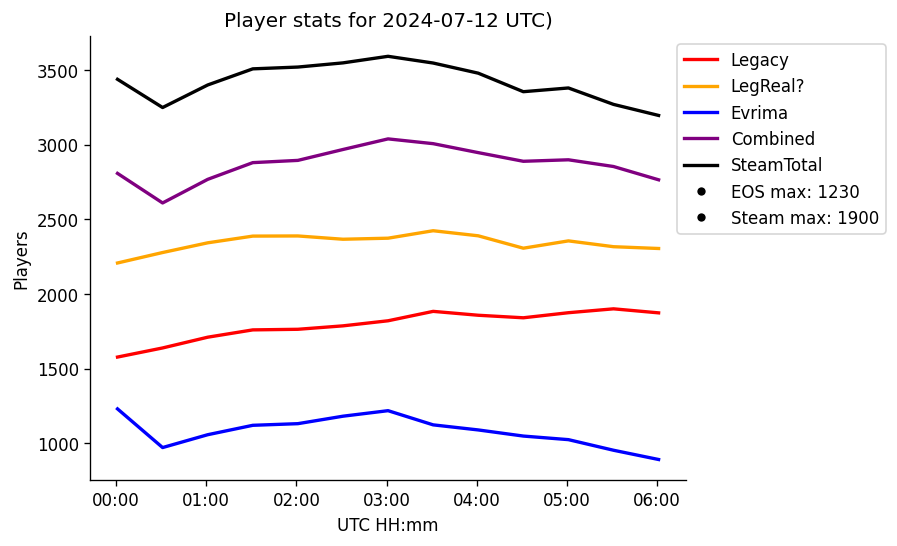 Player stats for 2024-07-12 UTC)
Legacy
LegReal?
Evrima
Combined
SteamTotal
EOS max: 1230
Steam max: 1900
Players
3500
3000
2500
2000
1500
1000
00:00 01:00 02:00 03:00 04:00 05:00 06:00
UTC HH:mm